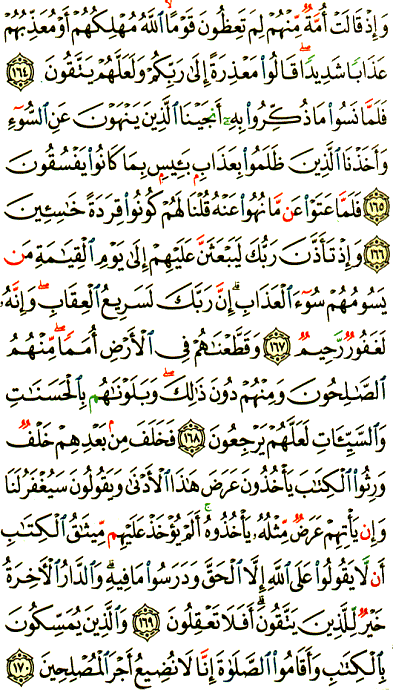 وَإِذْ قَالَتْ أُمَّةٌ مِّنْهُمْ لِمَ تَعِظُونَ قَوْمًا ٱللَّهُ مُهْلِكُهُمْ أَوْ مُعَذِّبُهُمْ
عَذَابًا شَدِيدًا ۖ قَالُوا۟ مَعْذِرَةً إِلَىٰ رَبِّكُمْ وَلَعَلَّهُمْ يَتَّقُونَ ١٦٤
فَلَمَّا نَسُوا۟ مَا ذُكِّرُوا۟ بِهِۦٓ أَنجَيْنَا ٱلَّذِينَ يَنْهَوْنَ عَنِ ٱلسُّوٓءِ
وَأَخَذْنَا ٱلَّذِينَ ظَلَمُوا۟ بِعَذَابٍۭ بَـِٔيسٍۭ بِمَا كَانُوا۟ يَفْسُقُونَ
١٦٥ فَلَمَّا عَتَوْا۟ عَن مَّا نُهُوا۟ عَنْهُ قُلْنَا لَهُمْ كُونُوا۟ قِرَدَةً خَٰسِـِٔينَ
١٦٦ وَإِذْ تَأَذَّنَ رَبُّكَ لَيَبْعَثَنَّ عَلَيْهِمْ إِلَىٰ يَوْمِ ٱلْقِيَٰمَةِ مَن
يَسُومُهُمْ سُوٓءَ ٱلْعَذَابِ ۗ إِنَّ رَبَّكَ لَسَرِيعُ ٱلْعِقَابِ ۖ وَإِنَّهُۥ
لَغَفُورٌ رَّحِيمٌ ١٦٧ وَقَطَّعْنَٰهُمْ فِى ٱلْأَرْضِ أُمَمًا ۖ مِّنْهُمُ
ٱلصَّٰلِحُونَ وَمِنْهُمْ دُونَ ذَٰلِكَ ۖ وَبَلَوْنَٰهُم بِٱلْحَسَنَٰتِ
وَٱلسَّيِّـَٔاتِ لَعَلَّهُمْ يَرْجِعُونَ ١٦٨ فَخَلَفَ مِنۢ بَعْدِهِمْ خَلْفٌ
وَرِثُوا۟ ٱلْكِتَٰبَ يَأْخُذُونَ عَرَضَ هَٰذَا ٱلْأَدْنَىٰ وَيَقُولُونَ سَيُغْفَرُ لَنَا
وَإِن يَأْتِهِمْ عَرَضٌ مِّثْلُهُۥ يَأْخُذُوهُ ۚ أَلَمْ يُؤْخَذْ عَلَيْهِم مِّيثَٰقُ ٱلْكِتَٰبِ
أَن لَّا يَقُولُوا۟ عَلَى ٱللَّهِ إِلَّا ٱلْحَقَّ وَدَرَسُوا۟ مَا فِيهِ ۗ وَٱلدَّارُ ٱلْـَٔاخِرَةُ
خَيْرٌ لِّلَّذِينَ يَتَّقُونَ ۗ أَفَلَا تَعْقِلُونَ ١٦٩ وَٱلَّذِينَ يُمَسِّكُونَ
بِٱلْكِتَٰبِ وَأَقَامُوا۟ ٱلصَّلَوٰةَ إِنَّا لَا نُضِيعُ أَجْرَ ٱلْمُصْلِحِينَ ١٧٠